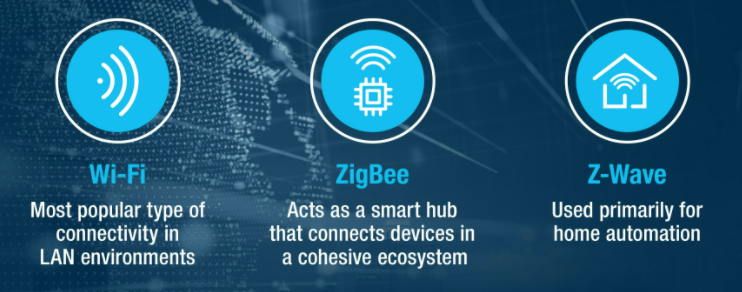 Wi-Fi
Most popular type of
connectivity in
LAN environments
ZigBee
Acts as a smart hub
that connects devices in
a cohesive ecosystem
Z-Wave
Used primarily for
home automation